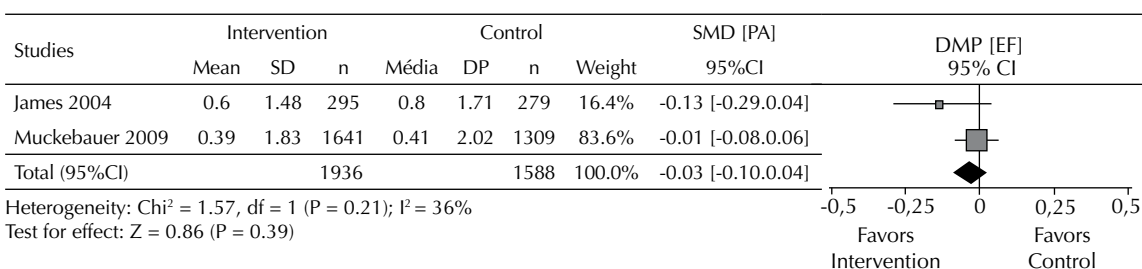 Studies Intervention Control SMD [PA] DMP [EF]
Mean SD n Média DP n Weight 95%CI 95% CI
James 2004 0.6 1.48 295 0.8 1.71 279 16.4% -0.13 [-0.29.0.04]
Muckebauer 2009 0.39 1.83 1641 0.41 2.02 1309 83.6% -0.01 [-0.08.0.06]
Total (95%CI) 1936 1588 100.0% -0.03 [-0.10.0.04]
Heterogeneity: Chi² = 1.57, df = 1 (P = 0.21); I² = 36%
Test for effect: Z = 0.86 (P = 0.39)
-0,5 -0,25 0 0,25 0,5
Favors Favors
Intervention Control